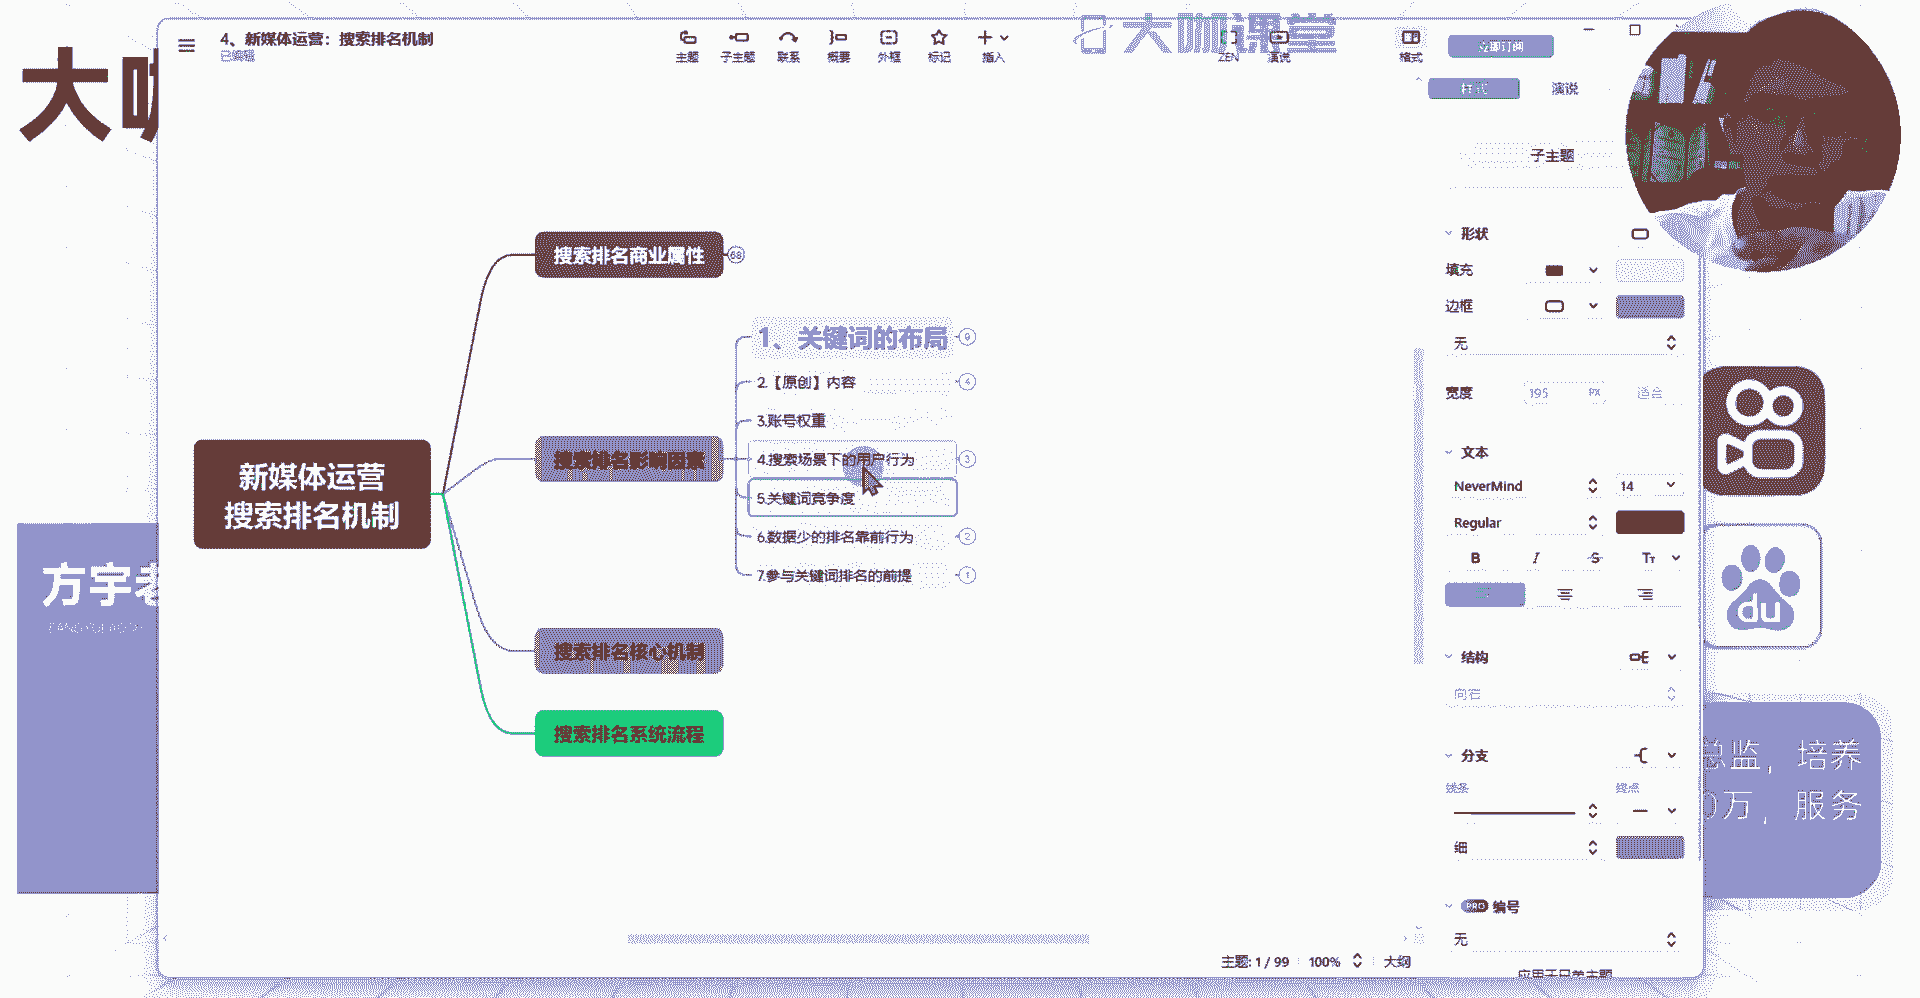 大咖课堂
大咖
4、新媒体运营：搜索排名机制
已编辑
主题
子主题
联系
概要
外框
标记
插入
ZEN
演说
格式
立即订阅
样式
演说
子主题
搜索排名商业属性
68
1、关键词的布局
9
2.【原创】内容
4
3.账号权重
搜索排名影响因素
4.搜索场景下的用户行为
3
5.关键词竞争度
6.数据少的排名靠前行为
2
7.参与关键词排名的前提
1
新媒体运营
搜索排名机制
搜索排名核心机制
搜索排名系统流程
形状
填充
边框
无
宽度
195
PX
适合
文本
NeverMind
14
Regular
B I S Tт
结构
向右
分支
线条
终点
细
PRO 编号
无
主题: 1 / 99
100%
大纲
方宇老
du
总监，培养
0万，服务